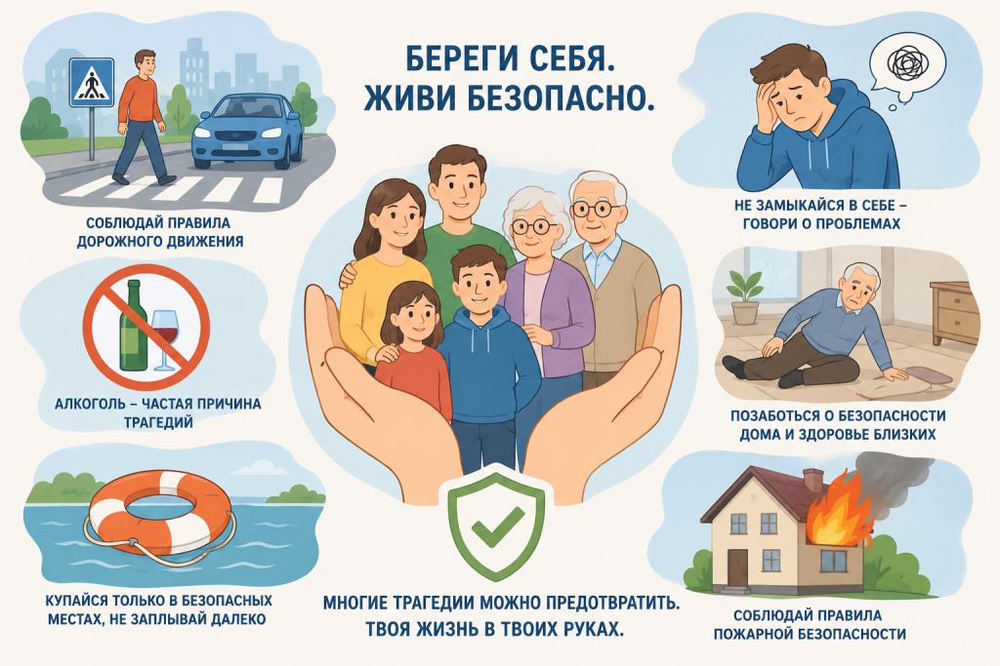 БЕРЕГИ СЕБЯ.
ЖИВИ БЕЗОПАСНО.
СОБЛЮДАЙ ПРАВИЛА
ДОРОЖНОГО ДВИЖЕНИЯ
АЛКОГОЛЬ – ЧАСТАЯ ПРИЧИНА
ТРАГЕДИЙ
КУПАЙСЯ ТОЛЬКО В БЕЗОПАСНЫХ
МЕСТАХ, НЕ ЗАПЛЫВАЙ ДАЛЕКО
НЕ ЗАМЫКАЙСЯ В СЕБЕ –
ГОВОРИ О ПРОБЛЕМАХ
ПОЗАБОТЬСЯ О БЕЗОПАСНОСТИ
ДОМА И ЗДОРОВЬЕ БЛИЗКИХ
СОБЛЮДАЙ ПРАВИЛА
ПОЖАРНОЙ БЕЗОПАСНОСТИ
МНОГИЕ ТРАГЕДИИ МОЖНО ПРЕДОТВРАТИТЬ.
ТВОЯ ЖИЗНЬ В ТВОИХ РУКАХ.